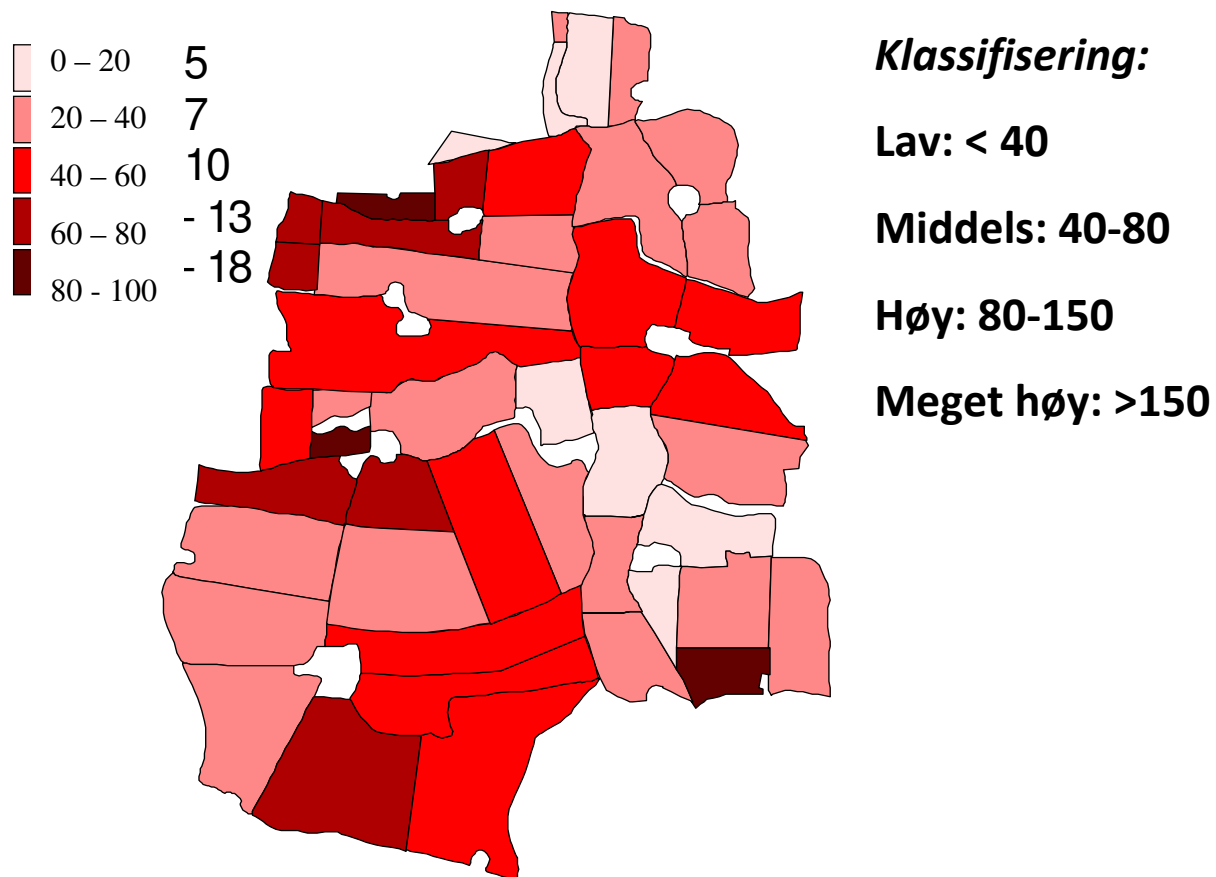 0 – 20 5
20 – 40 7
40 – 60 10
60 – 80 - 13
80 - 100 - 18
Klassifisering:
Lav: < 40
Middels: 40-80
Høy: 80-150
Meget høy: >150